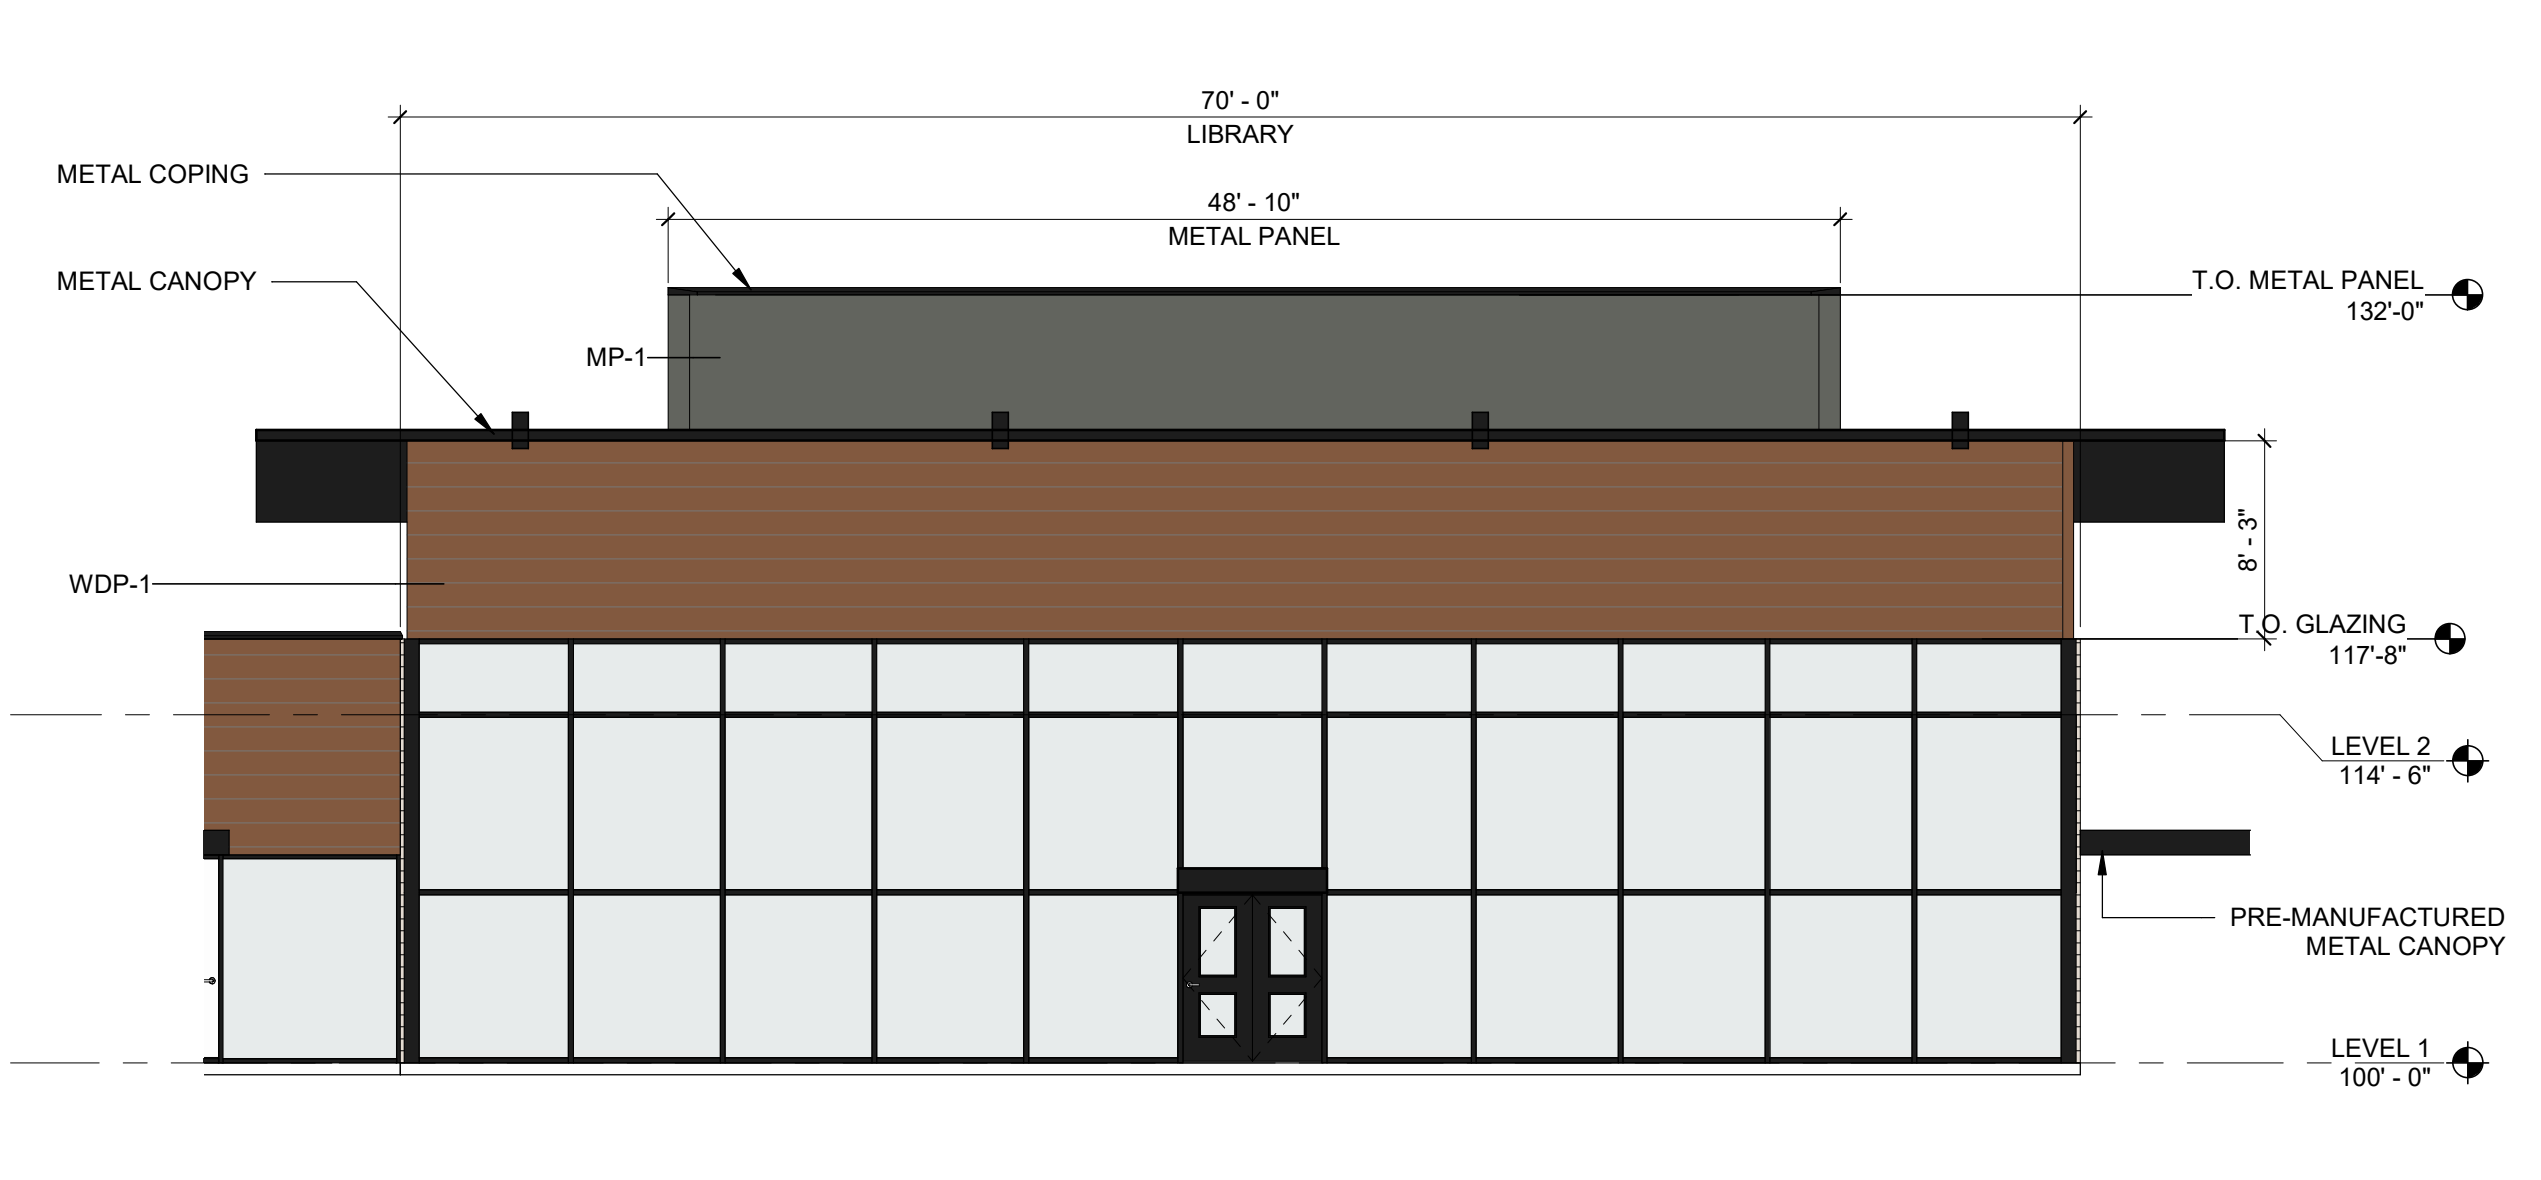 70' - 0"
LIBRARY
METAL COPING
48' - 10"
METAL PANEL
METAL CANOPY
T.O. METAL PANEL
132'-0"
MP-1
8' - 3"
WDP-1
T.O. GLAZING
117'-8"
LEVEL 2
114' - 6"
PRE-MANUFACTURED
METAL CANOPY
LEVEL 1
100' - 0"